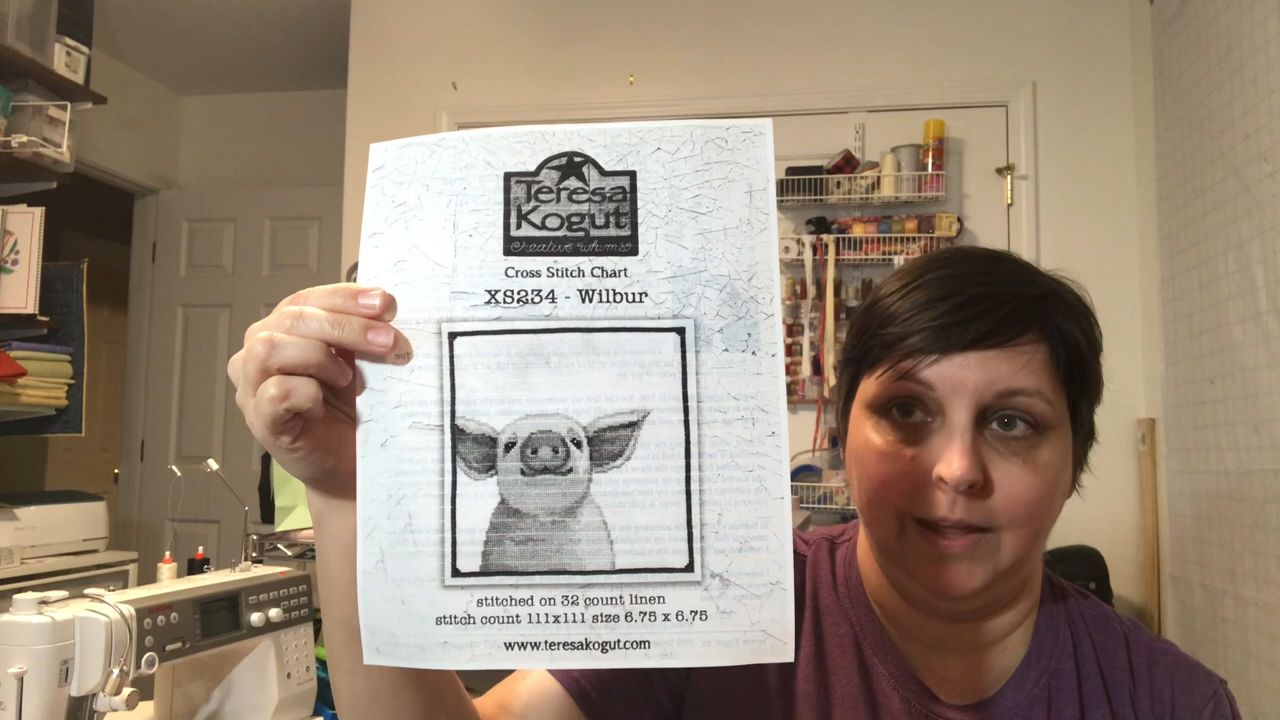 Teresa
Kogut
creative whims
Cross Stitch Chart
XS234 - Wilbur
stitched on 32 count linen
stitch count 111x111 size 6.75 x 6.75
www.teresakogut.com